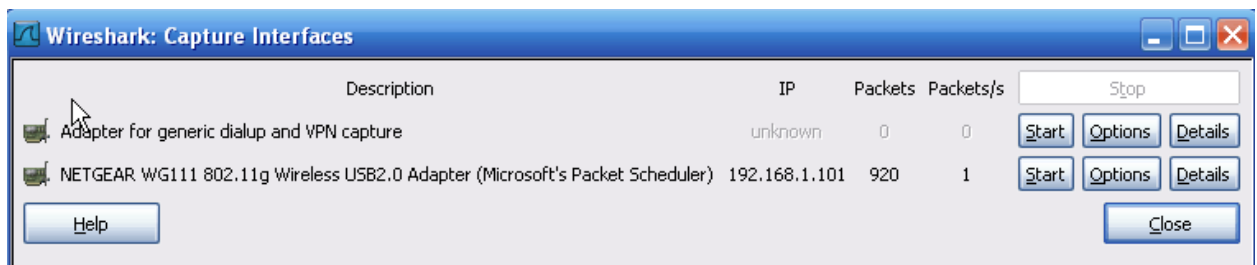 Wireshark: Capture Interfaces
Description IP Packets Packets/s Stop
Adapter for generic dialup and VPN capture unknown 0 0 Start Options Details
NETGEAR WG111 802.11g Wireless USB2.0 Adapter (Microsoft's Packet Scheduler) 192.168.1.101 920 1 Start Options Details
Help Close